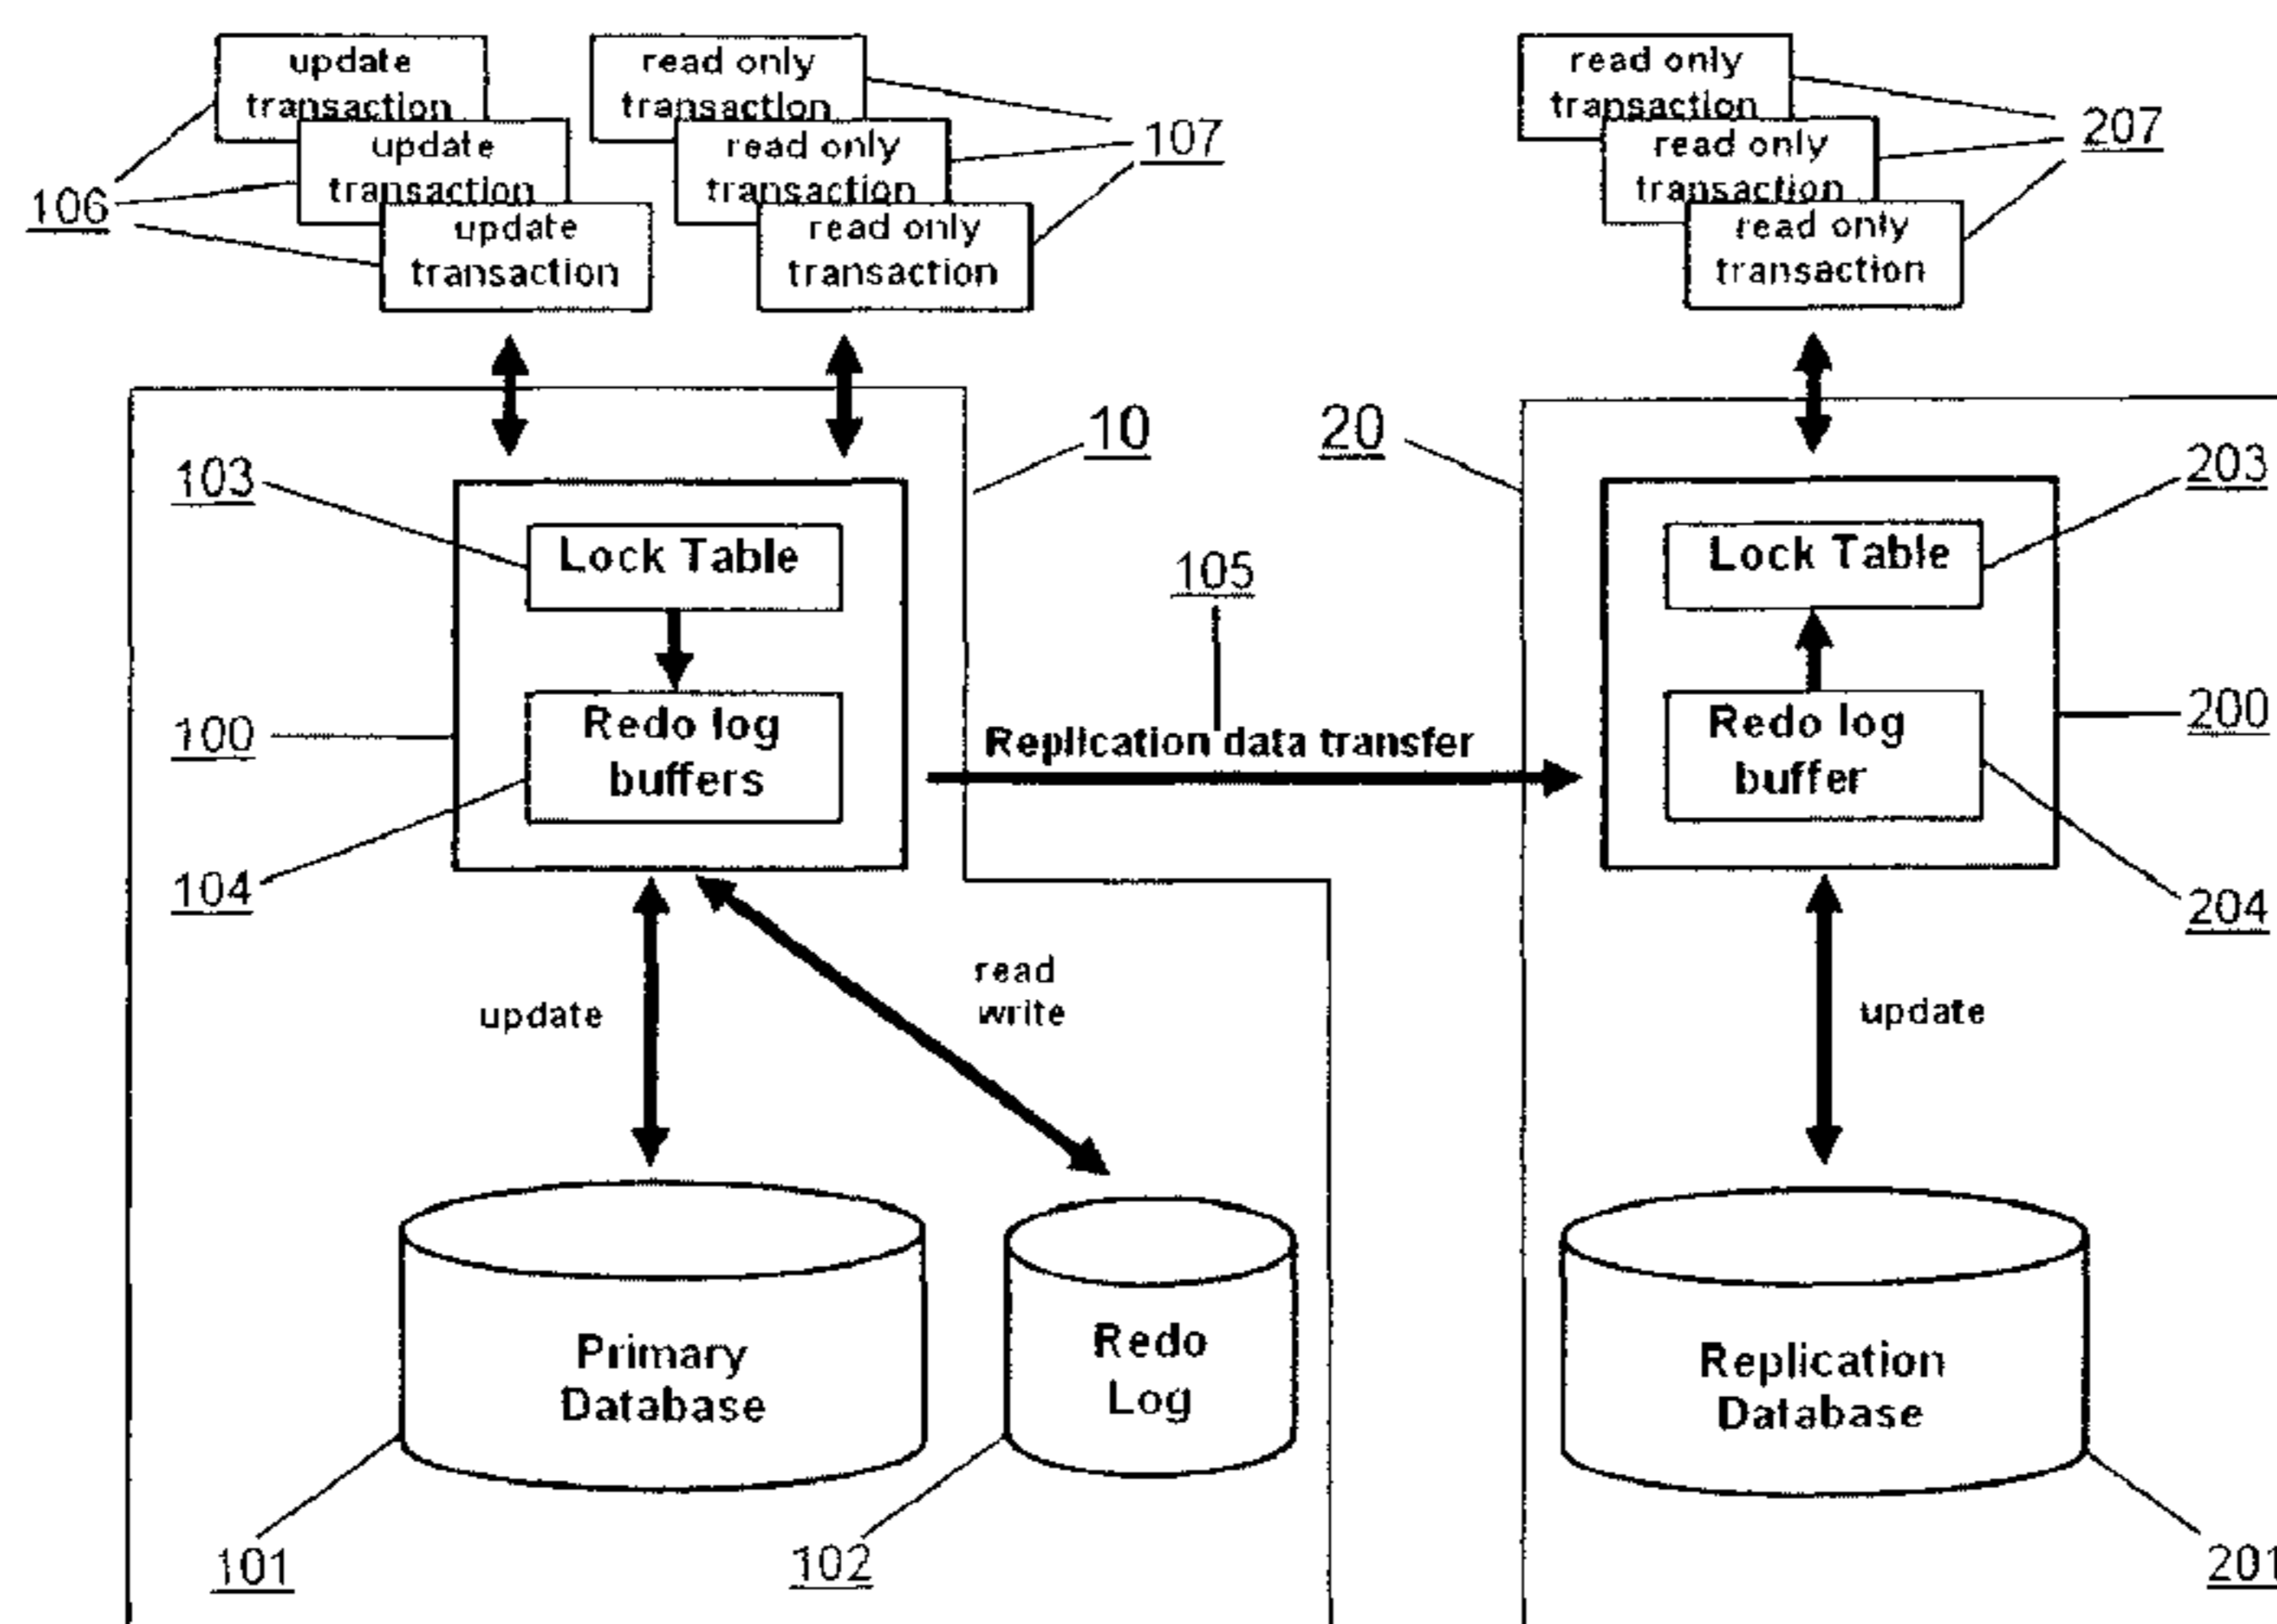 update
transaction
update
transaction
update
transaction
106
read only
transaction
read only
transaction
read only
transaction
107
read only
transaction
read only
transaction
read only
transaction
207
10
20
103
Lock Table
100
Redo log
buffers
104
105
Replication data transfer
203
Lock Table
200
Redo log
buffer
204
update
read
write
update
Primary
Database
Redo
Log
Replication
Database
101
102
201